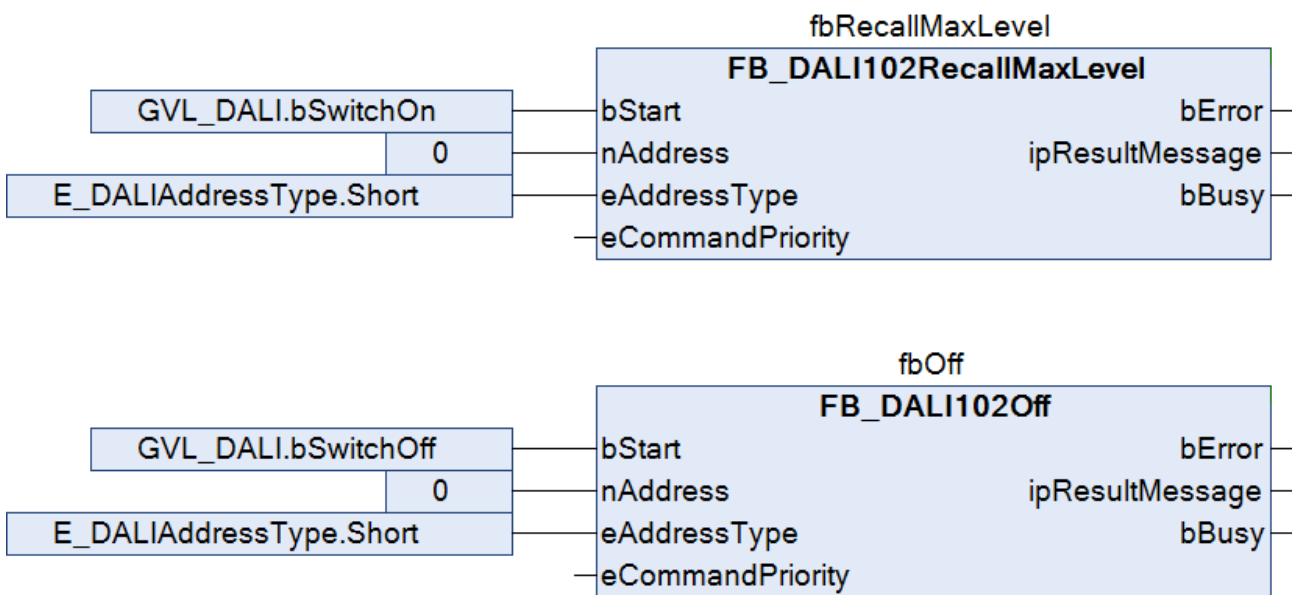 fbRecallMaxLevel
FB_DALI102RecallMaxLevel
GVL_DALI.bSwitchOn bStart bError
0 nAddress ipResultMessage
E_DALIAddressType.Short eAddressType bBusy
eCommandPriority
fbOff
FB_DALI102Off
GVL_DALI.bSwitchOff bStart bError
0 nAddress ipResultMessage
E_DALIAddressType.Short eAddressType bBusy
eCommandPriority